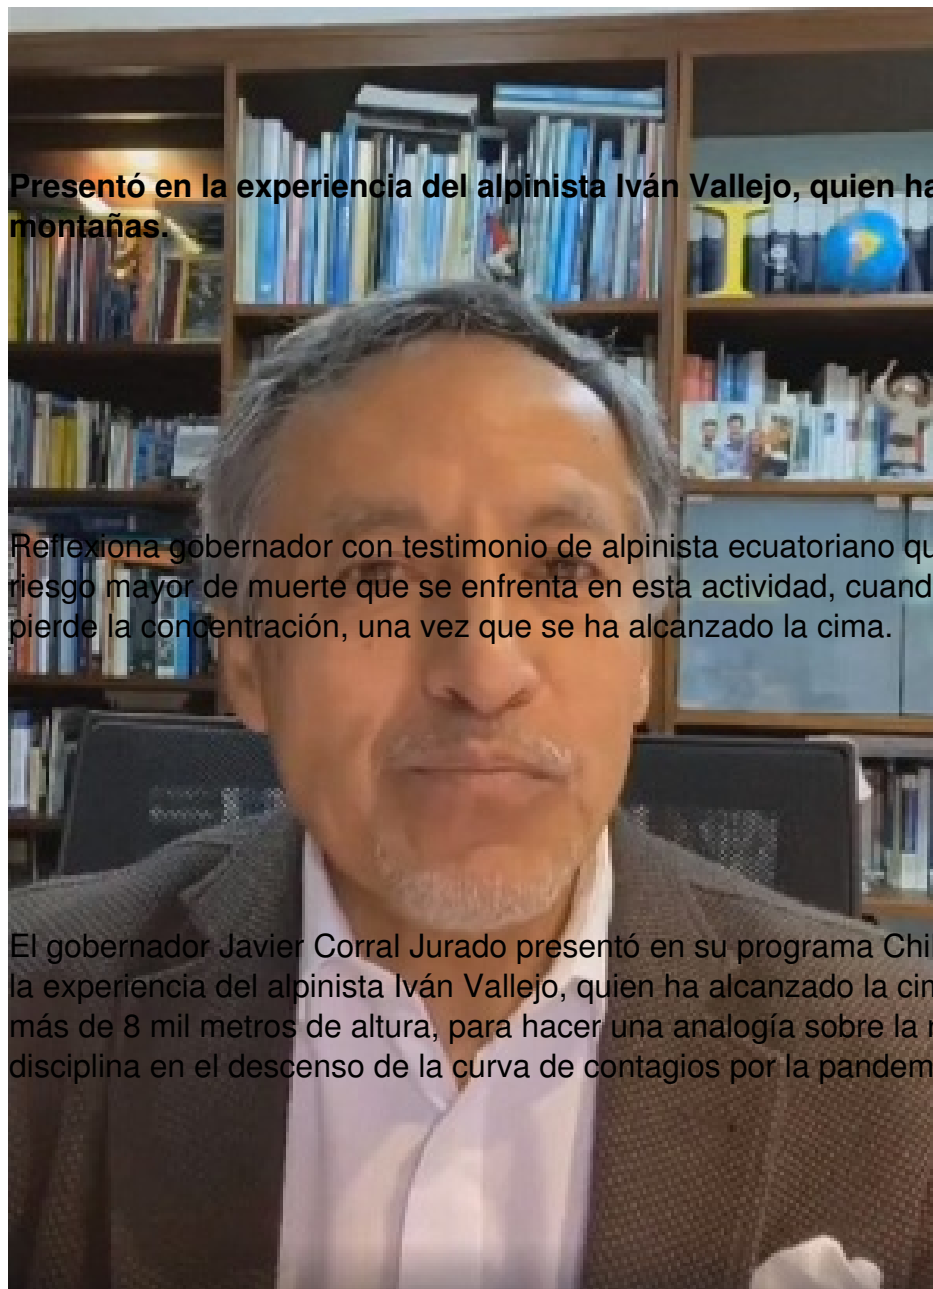 Presentó en la experiencia del alpinista Iván Vallejo, quien ha
montañas.
Reflexiona gobernador con testimonio de alpinista ecuatoriano qu
riesgo mayor de muerte que se enfrenta en esta actividad, cuand
pierde la concentración, una vez que se ha alcanzado la cima.
El gobernador Javier Corral Jurado presentó en su programa Chi
la experiencia del alpinista Iván Vallejo, quien ha alcanzado la cim
más de 8 mil metros de altura, para hacer una analogía sobre la
disciplina en el descenso de la curva de contagios por la pandem